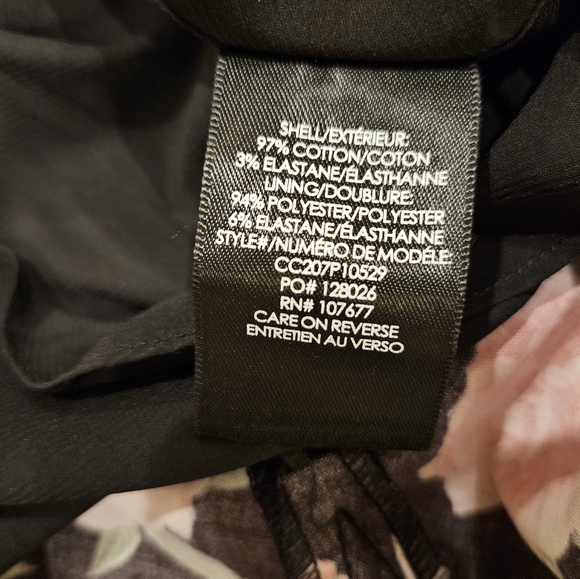 SHELL/EXTÉRIEUR:
97% COTTON/COTON
3% ELASTANE/ÉLASTHANNE
LINING/DOUBLURE:
94% POLYESTER/POLYESTER
6% ELASTANE/ÉLASTHANNE
STYLE#/NUMÉRO DE MODÈLE:
CC207P10529
PO# 128026
RN# 107677
CARE ON REVERSE
ENTRETIEN AU VERSO